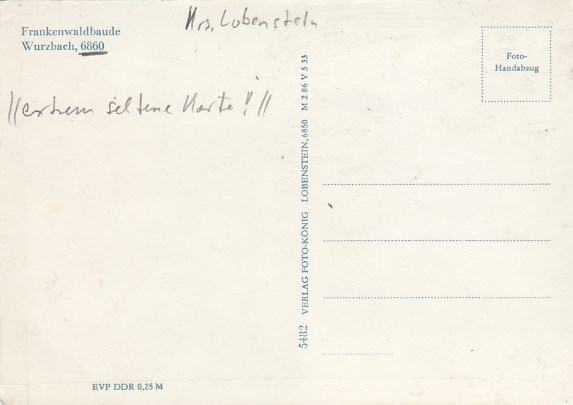 Frankenwaldbaude
Wurzbach, 6860
Krs. Lobenstein
Foto-
Handabzug
//extrem seltene Karte!!//
5482 VERLAG FOTO-KÖNIG LOBENSTEIN, 6850 M 2 86 V 5 33
EVP DDR 0,25 M